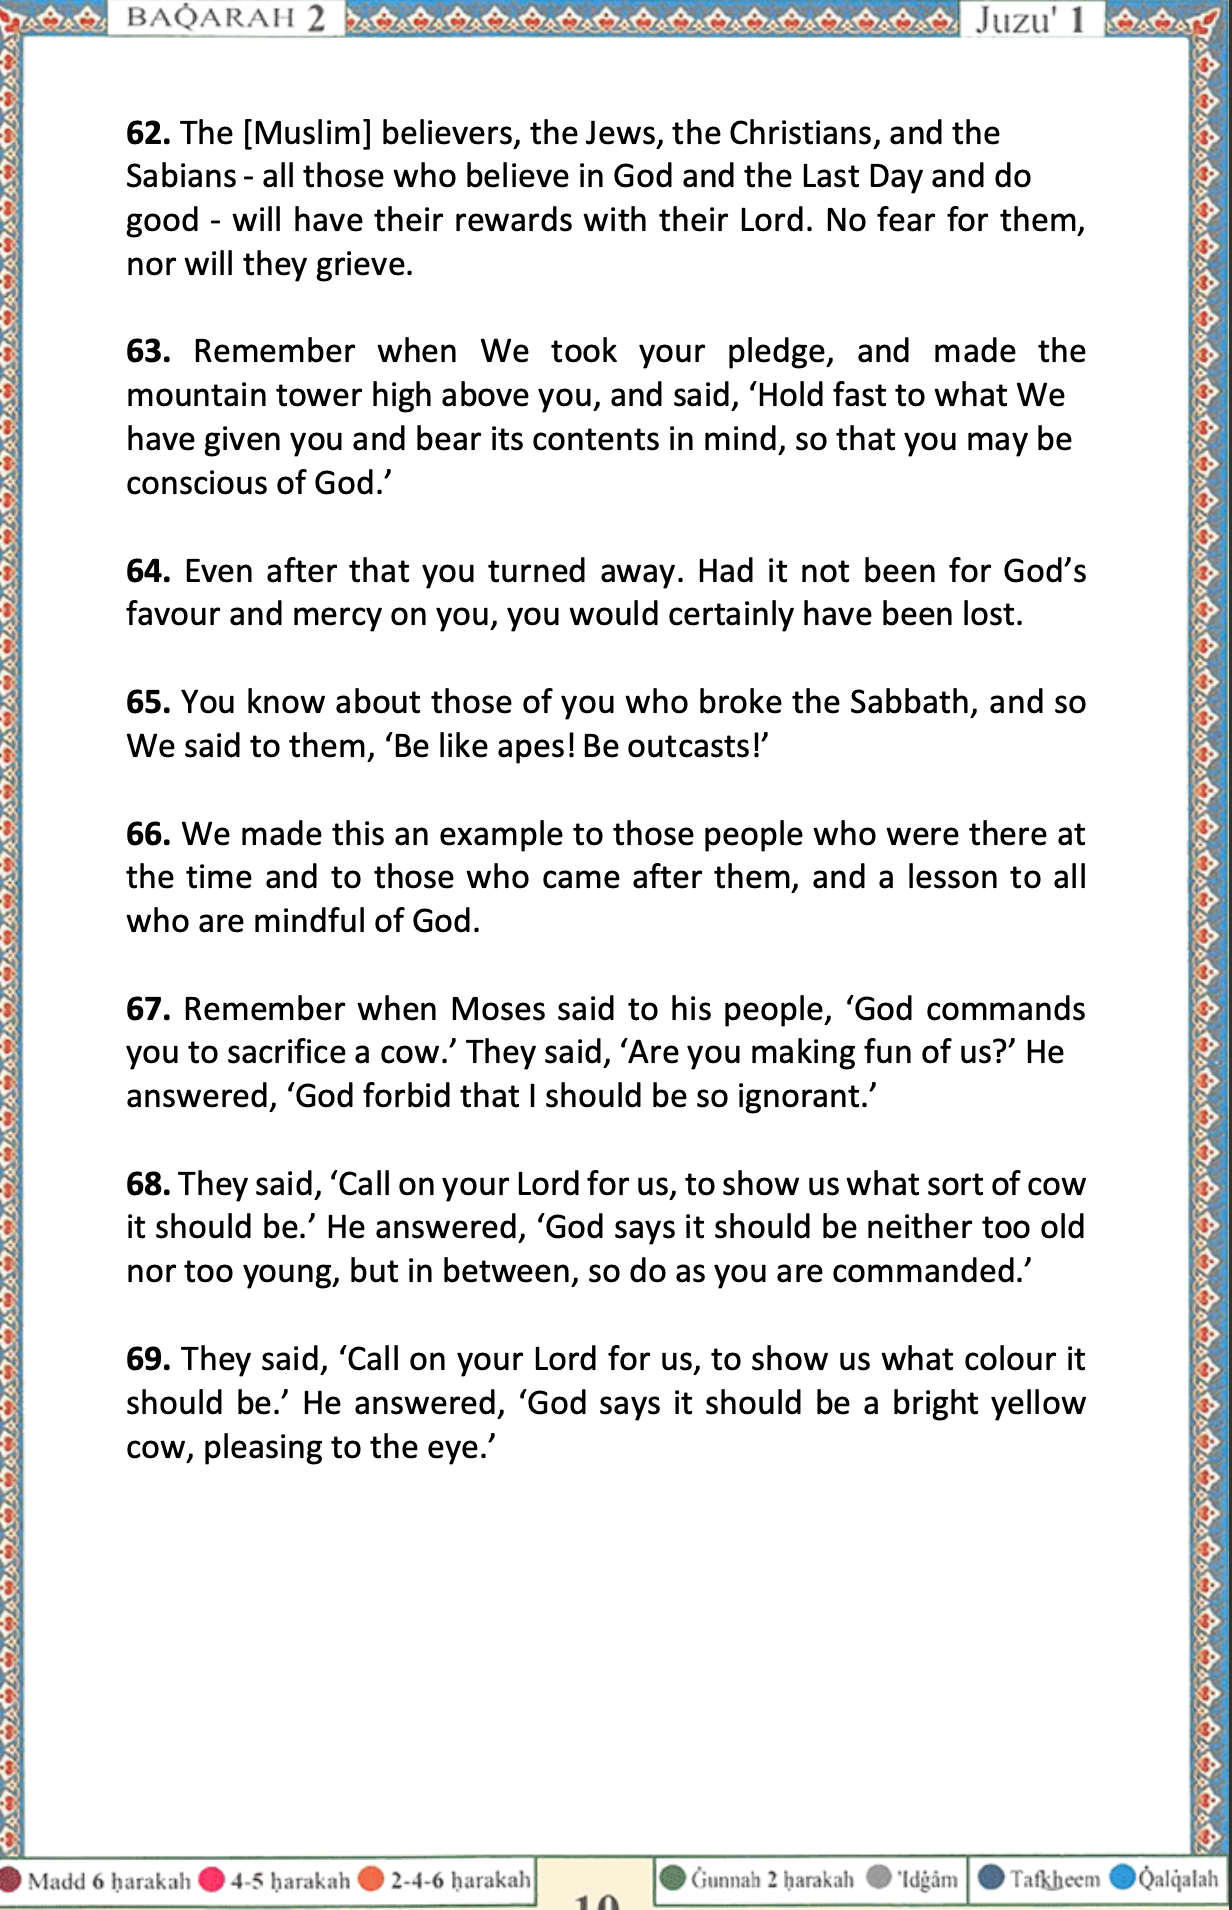 BAQ̇ARAH 2
Juzu' 1
62. The [Muslim] believers, the Jews, the Christians, and the
Sabians - all those who believe in God and the Last Day and do
good - will have their rewards with their Lord. No fear for them,
nor will they grieve.
63. Remember when We took your pledge, and made the
mountain tower high above you, and said, ‘Hold fast to what We
have given you and bear its contents in mind, so that you may be
conscious of God.’
64. Even after that you turned away. Had it not been for God’s
favour and mercy on you, you would certainly have been lost.
65. You know about those of you who broke the Sabbath, and so
We said to them, ‘Be like apes! Be outcasts!’
66. We made this an example to those people who were there at
the time and to those who came after them, and a lesson to all
who are mindful of God.
67. Remember when Moses said to his people, ‘God commands
you to sacrifice a cow.’ They said, ‘Are you making fun of us?’ He
answered, ‘God forbid that I should be so ignorant.’
68. They said, ‘Call on your Lord for us, to show us what sort of cow
it should be.’ He answered, ‘God says it should be neither too old
nor too young, but in between, so do as you are commanded.’
69. They said, ‘Call on your Lord for us, to show us what colour it
should be.’ He answered, ‘God says it should be a bright yellow
cow, pleasing to the eye.’
Madd 6 ḥarakah 4-5 ḥarakah 2-4-6 ḥarakah
10
Ġunnah 2 ḥarakah 'Idġâm Tafk͟heem Q̇alq̇alah